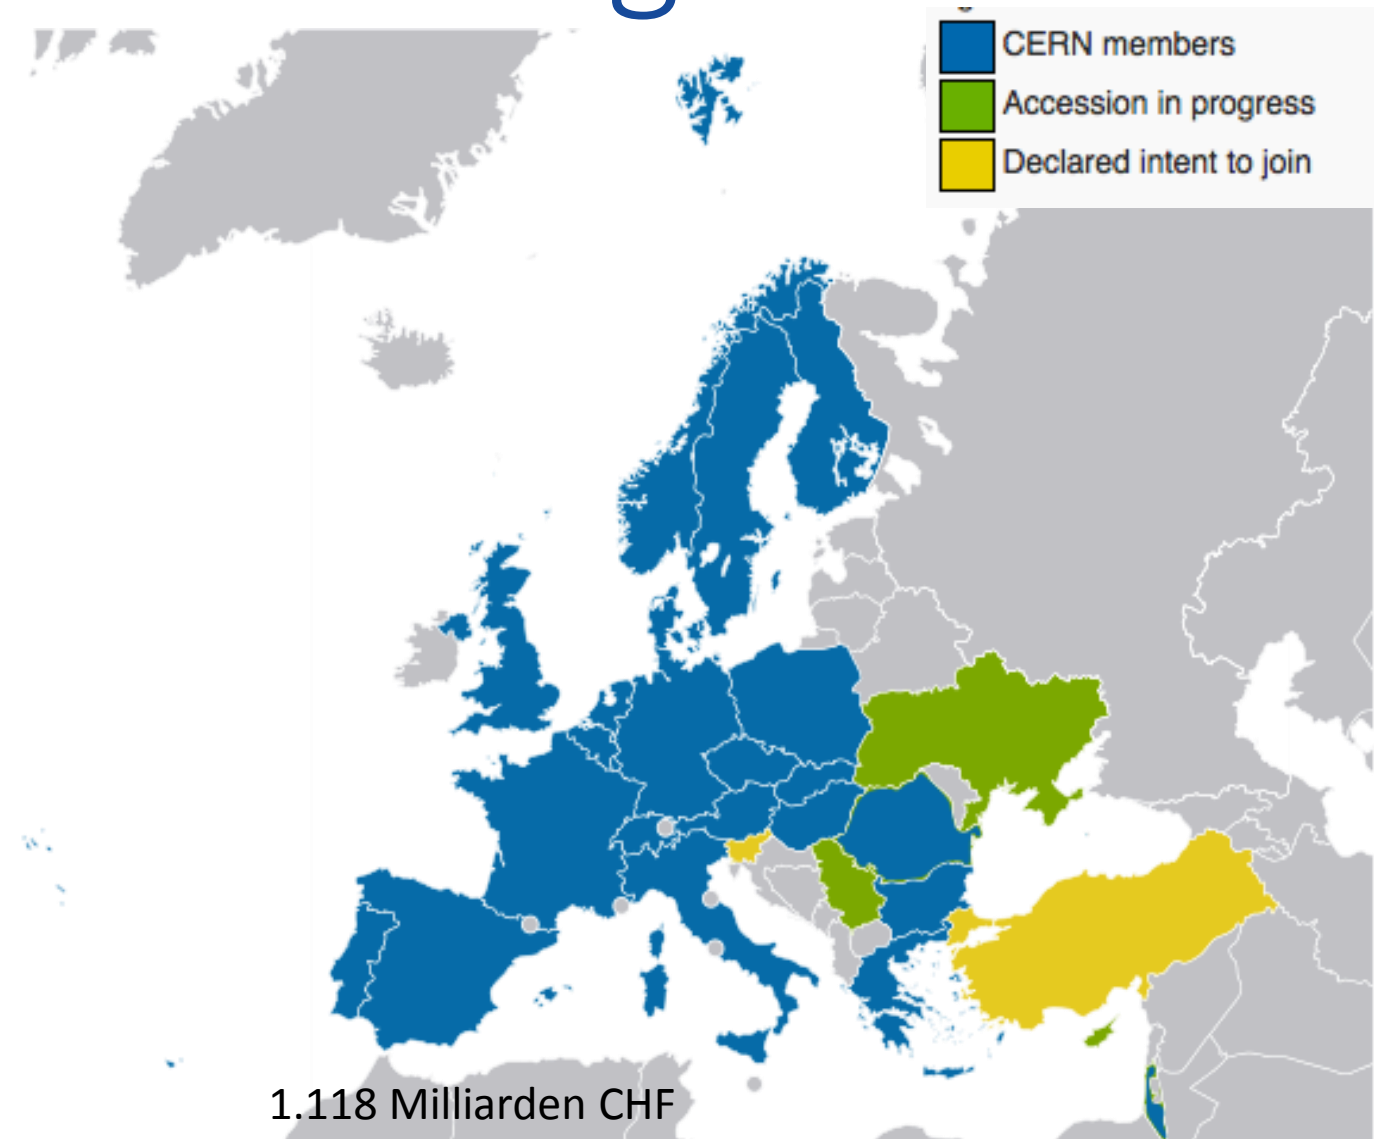 CERN members
Accession in progress
Declared intent to join
1.118 Milliarden CHF